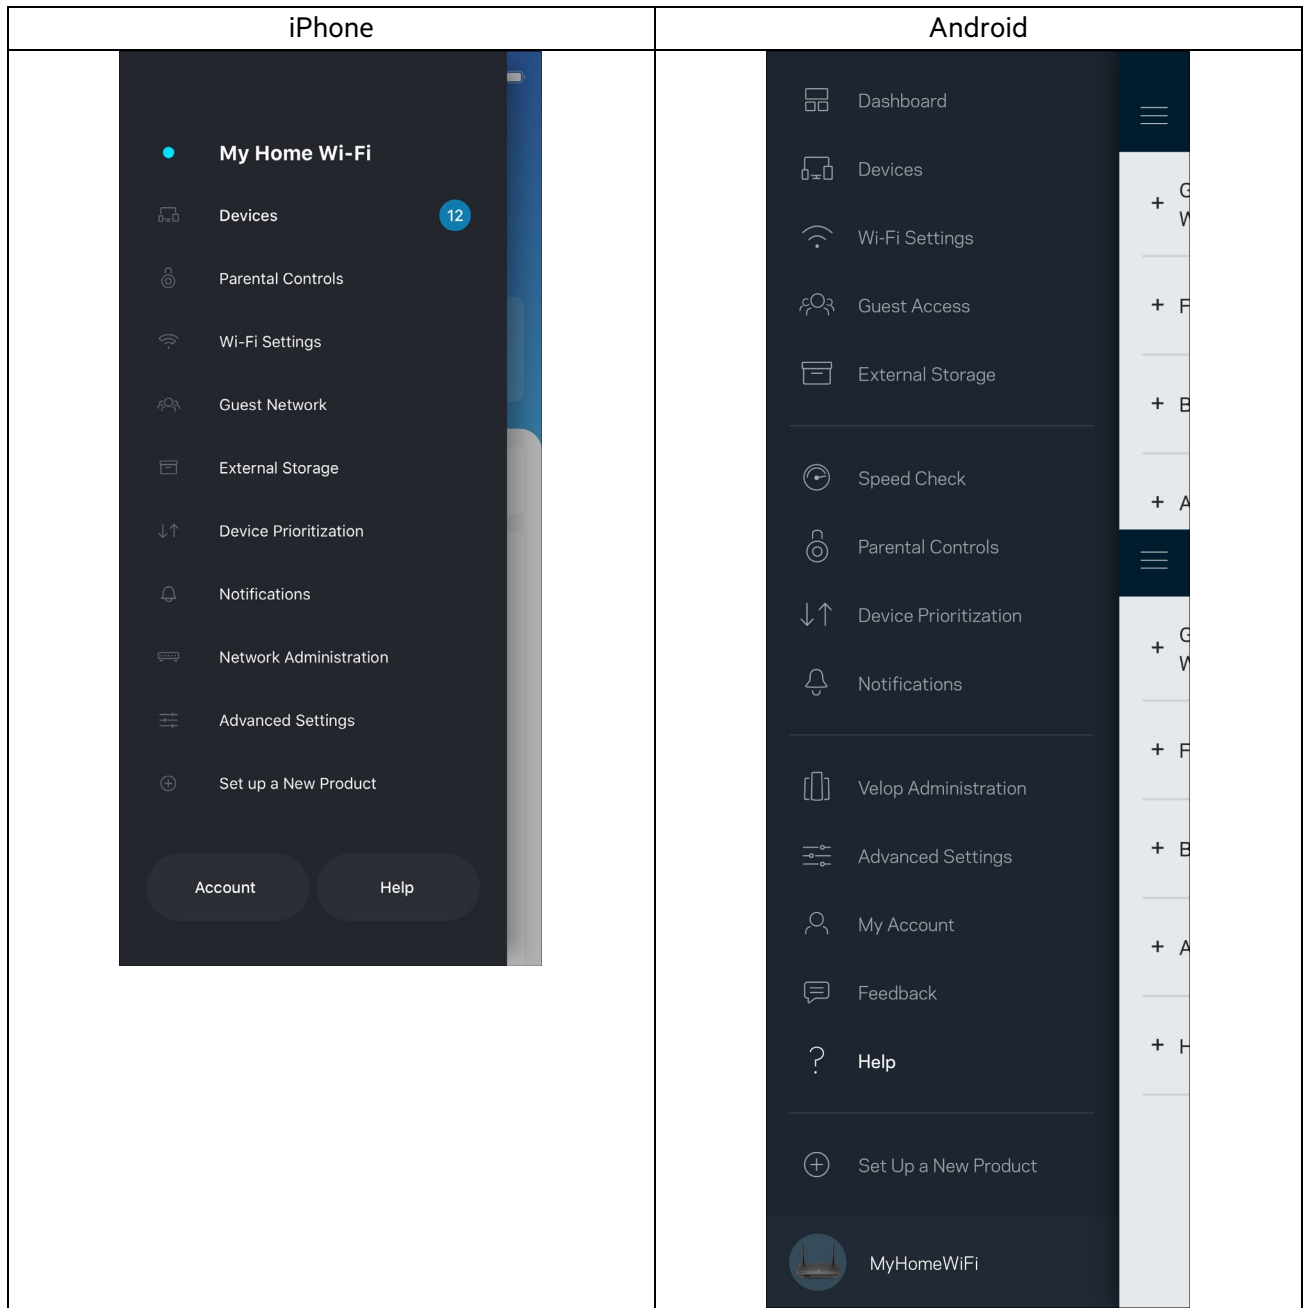 iPhone
Android
My Home Wi-Fi
Devices 12
Parental Controls
Wi-Fi Settings
Guest Network
External Storage
Device Prioritization
Notifications
Network Administration
Advanced Settings
Set up a New Product
Account Help
Dashboard
Devices
Wi-Fi Settings
Guest Access
External Storage
Speed Check
Parental Controls
Device Prioritization
Notifications
Velop Administration
Advanced Settings
My Account
Feedback
Help
Set Up a New Product
MyHomeWiFi